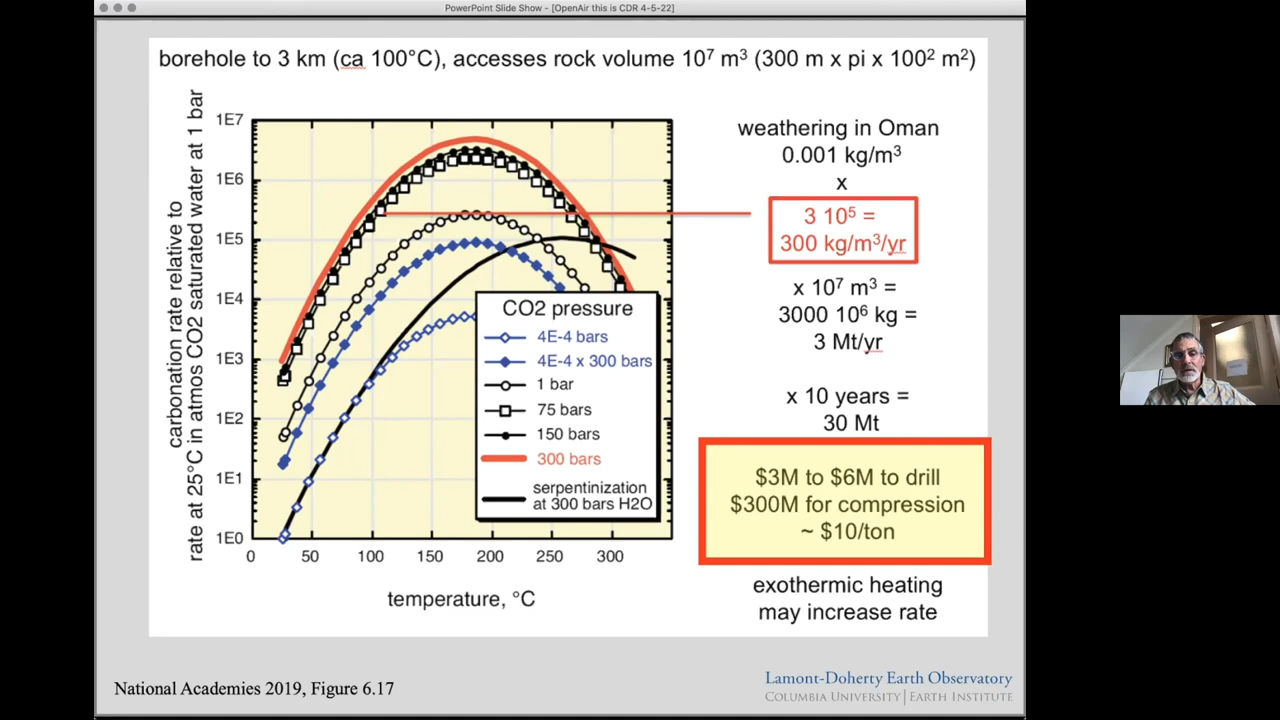 PowerPoint Slide Show - [OpenAir this is CDR 4-5-22]
borehole to 3 km (ca 100°C), accesses rock volume 10⁷ m³ (300 m x pi x 100² m²)
carbonation rate relative to
rate at 25°C in atmos CO2 saturated water at 1 bar
1E7
1E6
1E5
1E4
1E3
1E2
1E1
1E0
0 50 100 150 200 250 300
temperature, °C
CO2 pressure
4E-4 bars
4E-4 x 300 bars
1 bar
75 bars
150 bars
300 bars
serpentinization
at 300 bars H2O
weathering in Oman
0.001 kg/m³
x
3 10⁵ =
300 kg/m³/yr
x 10⁷ m³ =
3000 10⁶ kg =
3 Mt/yr
x 10 years =
30 Mt
$3M to $6M to drill
$300M for compression
~ $10/ton
exothermic heating
may increase rate
National Academies 2019, Figure 6.17
Lamont-Doherty Earth Observatory
COLUMBIA UNIVERSITY | EARTH INSTITUTE